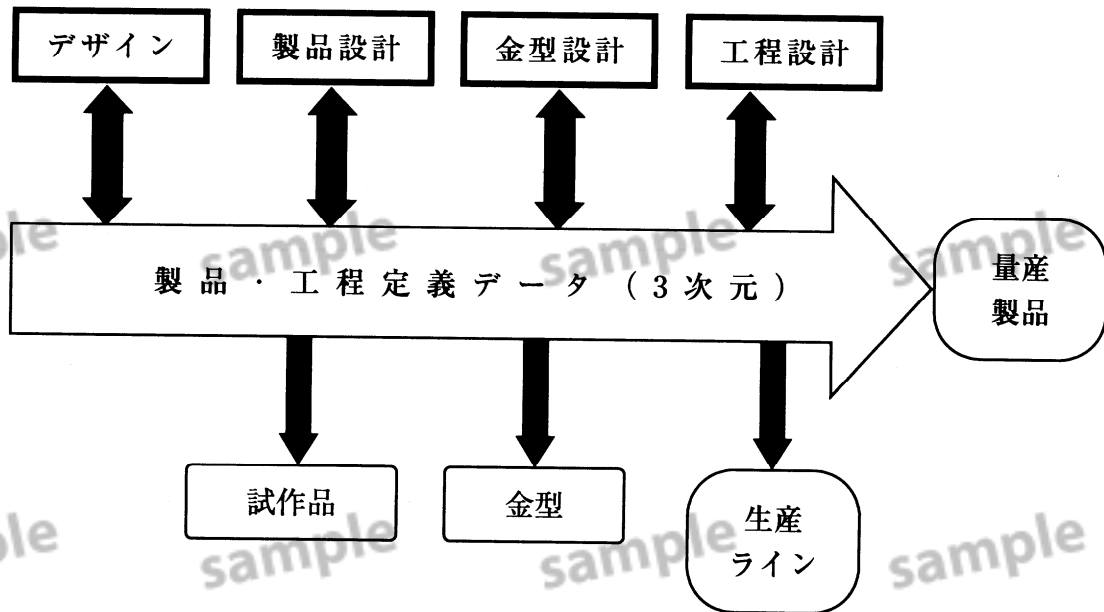 デザイン
製品設計
金型設計
工程設計
製品・工程定義データ(3次元)
量産
製品
試作品
金型
生産
ライン
sample
sample
sample
sample
sample
sample
ple
ple